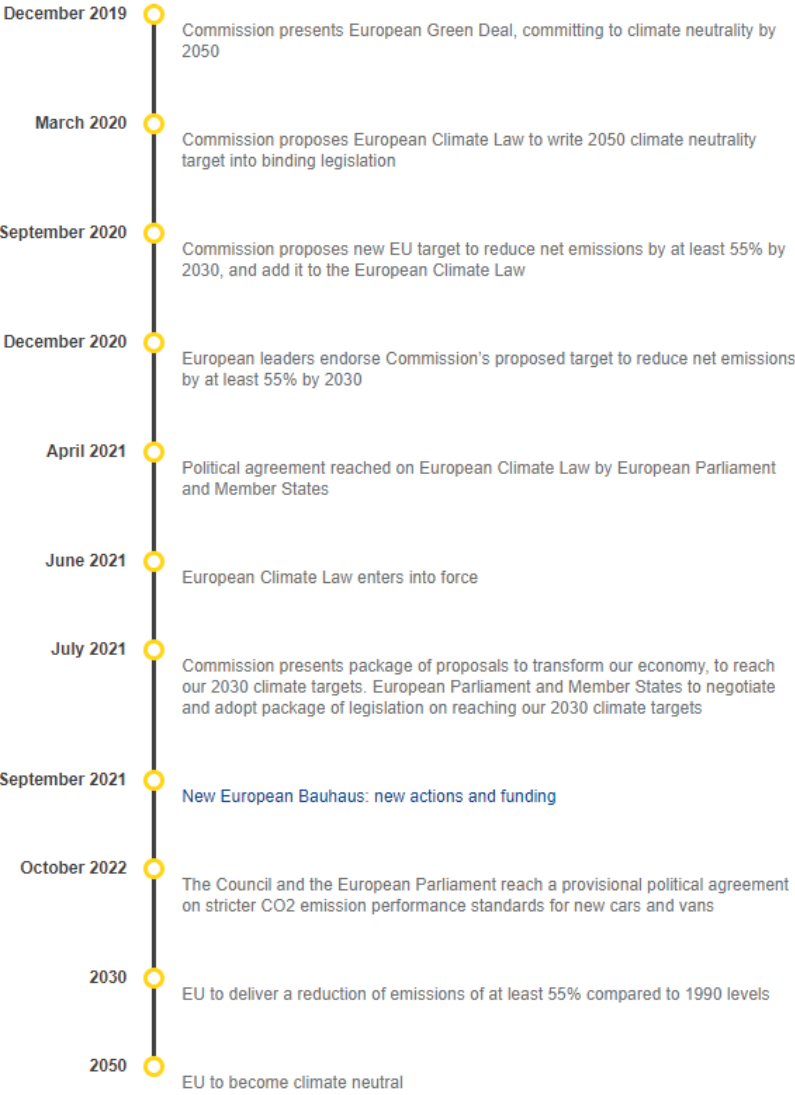 December 2019
Commission presents European Green Deal, committing to climate neutrality by
2050
March 2020
Commission proposes European Climate Law to write 2050 climate neutrality
target into binding legislation
September 2020
Commission proposes new EU target to reduce net emissions by at least 55% by
2030, and add it to the European Climate Law
December 2020
European leaders endorse Commission's proposed target to reduce net emissions
by at least 55% by 2030
April 2021
Political agreement reached on European Climate Law by European Parliament
and Member States
June 2021
European Climate Law enters into force
July 2021
Commission presents package of proposals to transform our economy, to reach
our 2030 climate targets. European Parliament and Member States to negotiate
and adopt package of legislation on reaching our 2030 climate targets
September 2021
New European Bauhaus: new actions and funding
October 2022
The Council and the European Parliament reach a provisional political agreement
on stricter CO2 emission performance standards for new cars and vans
2030
EU to deliver a reduction of emissions of at least 55% compared to 1990 levels
2050
EU to become climate neutral